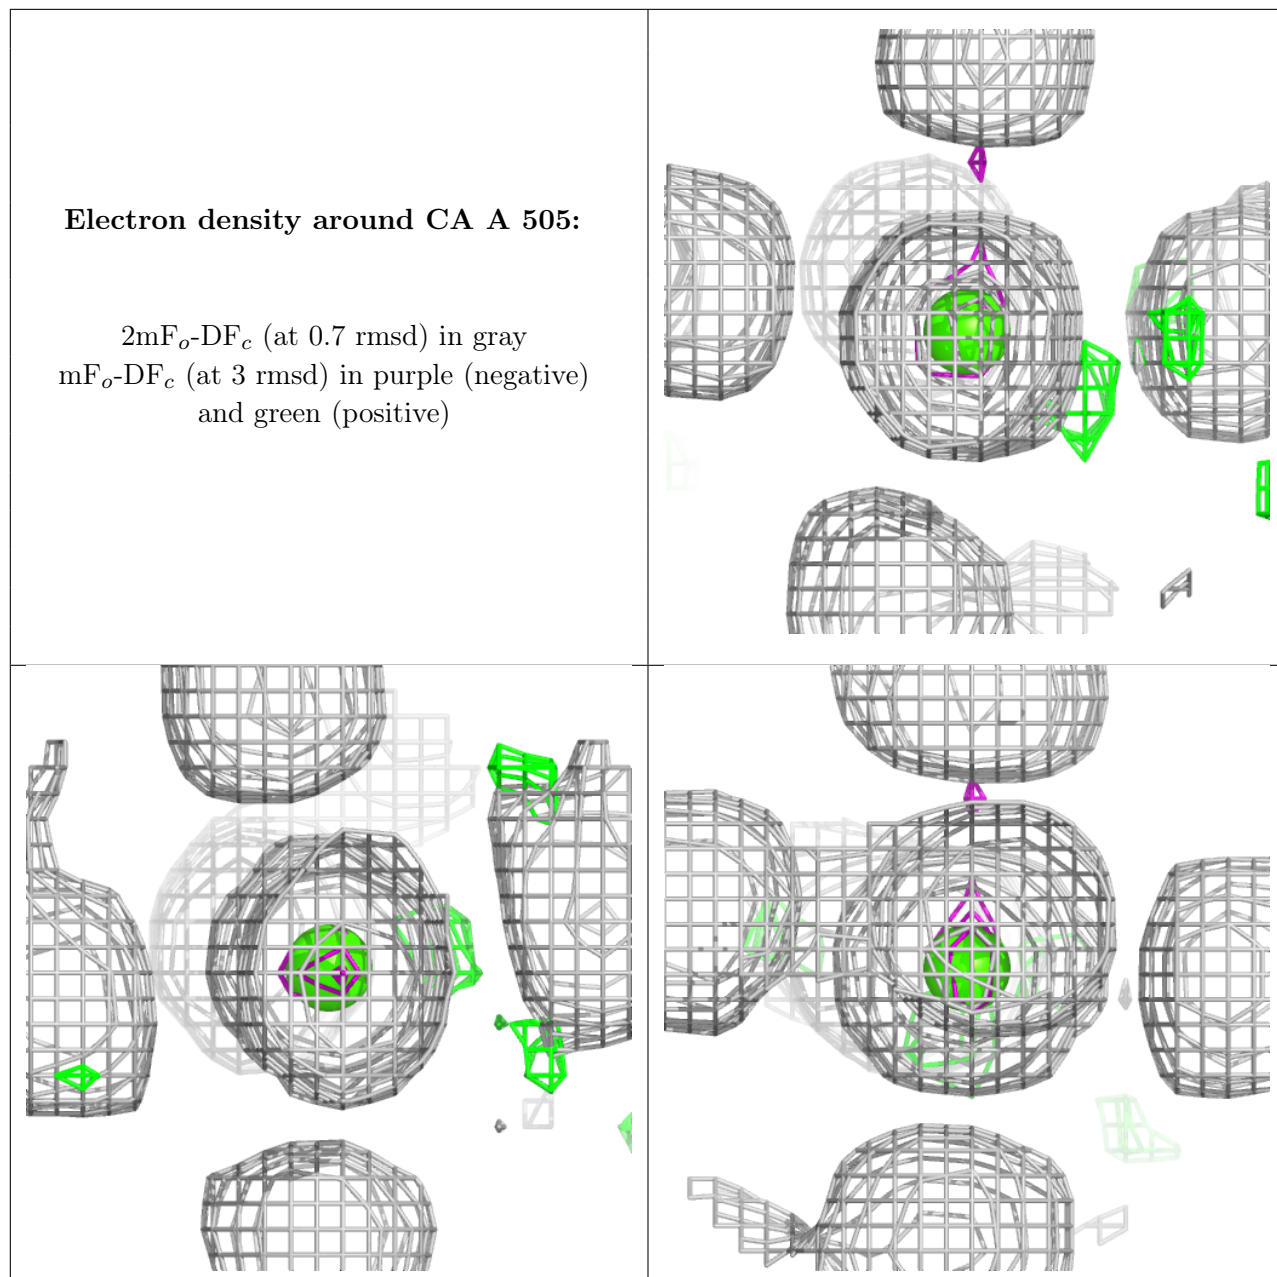 Electron density around CA A 505:
2mFo-DFc (at 0.7 rmsd) in gray
mFo-DFc (at 3 rmsd) in purple (negative)
and green (positive)